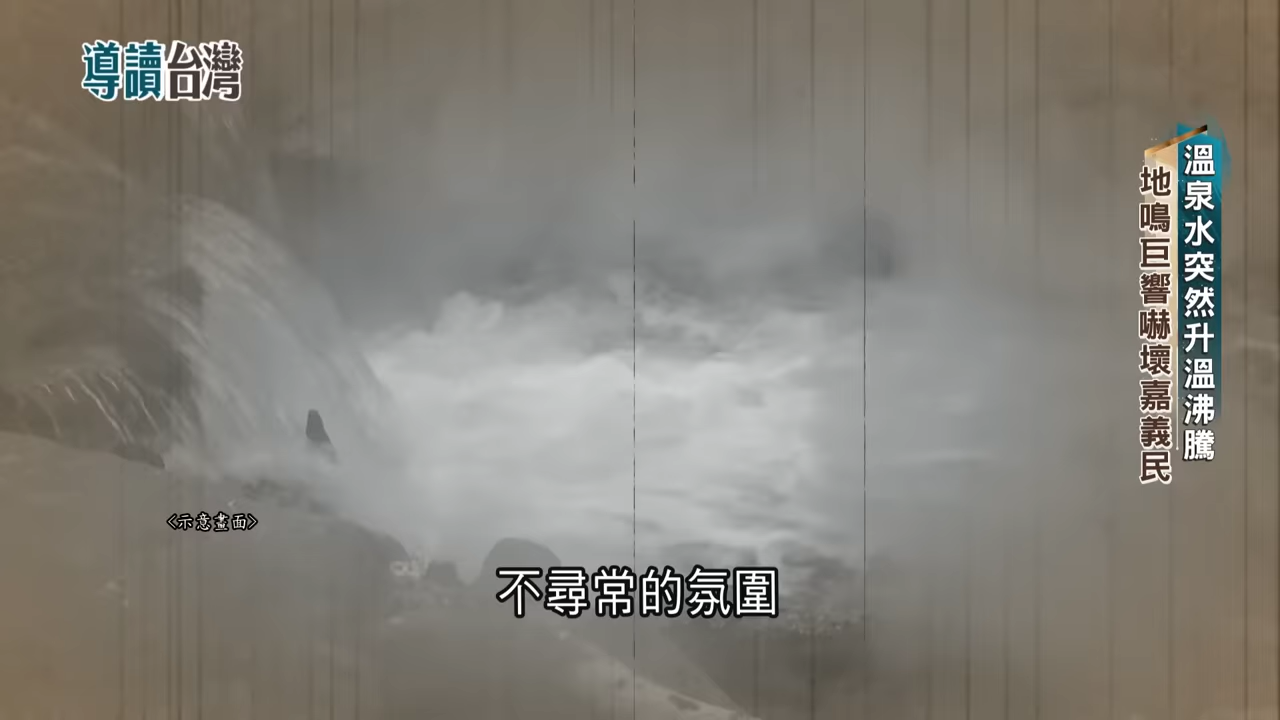 導讀台灣
溫泉水突然升溫沸騰
地鳴巨響嚇壞嘉義民
<示意畫面>
不尋常的氛圍